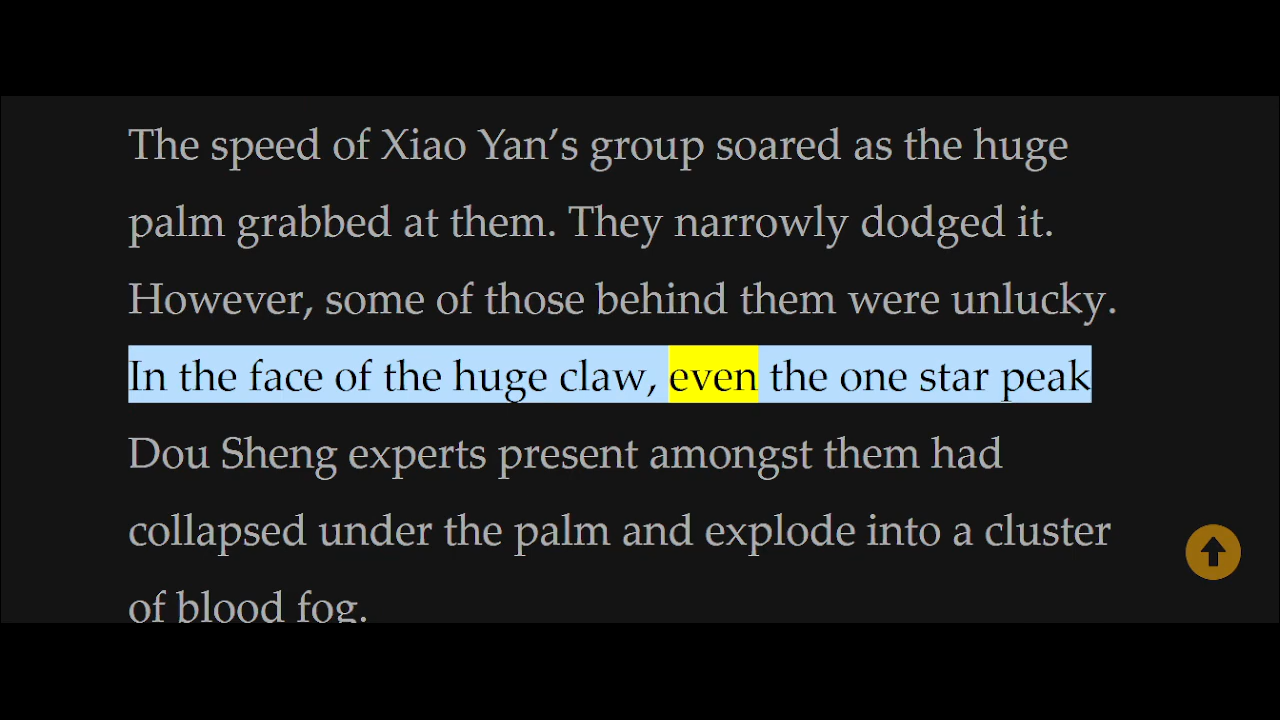 The speed of Xiao Yan’s group soared as the huge
palm grabbed at them. They narrowly dodged it.
However, some of those behind them were unlucky.
In the face of the huge claw, even the one star peak
Dou Sheng experts present amongst them had
collapsed under the palm and explode into a cluster
of blood fog.